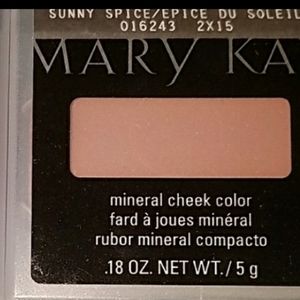 SUNNY SPICE/EPICE DU SOLEIL
016243 2X15
MARY KA
mineral cheek color
fard à joues minéral
rubor mineral compacto
.18 OZ. NET WT./5 g